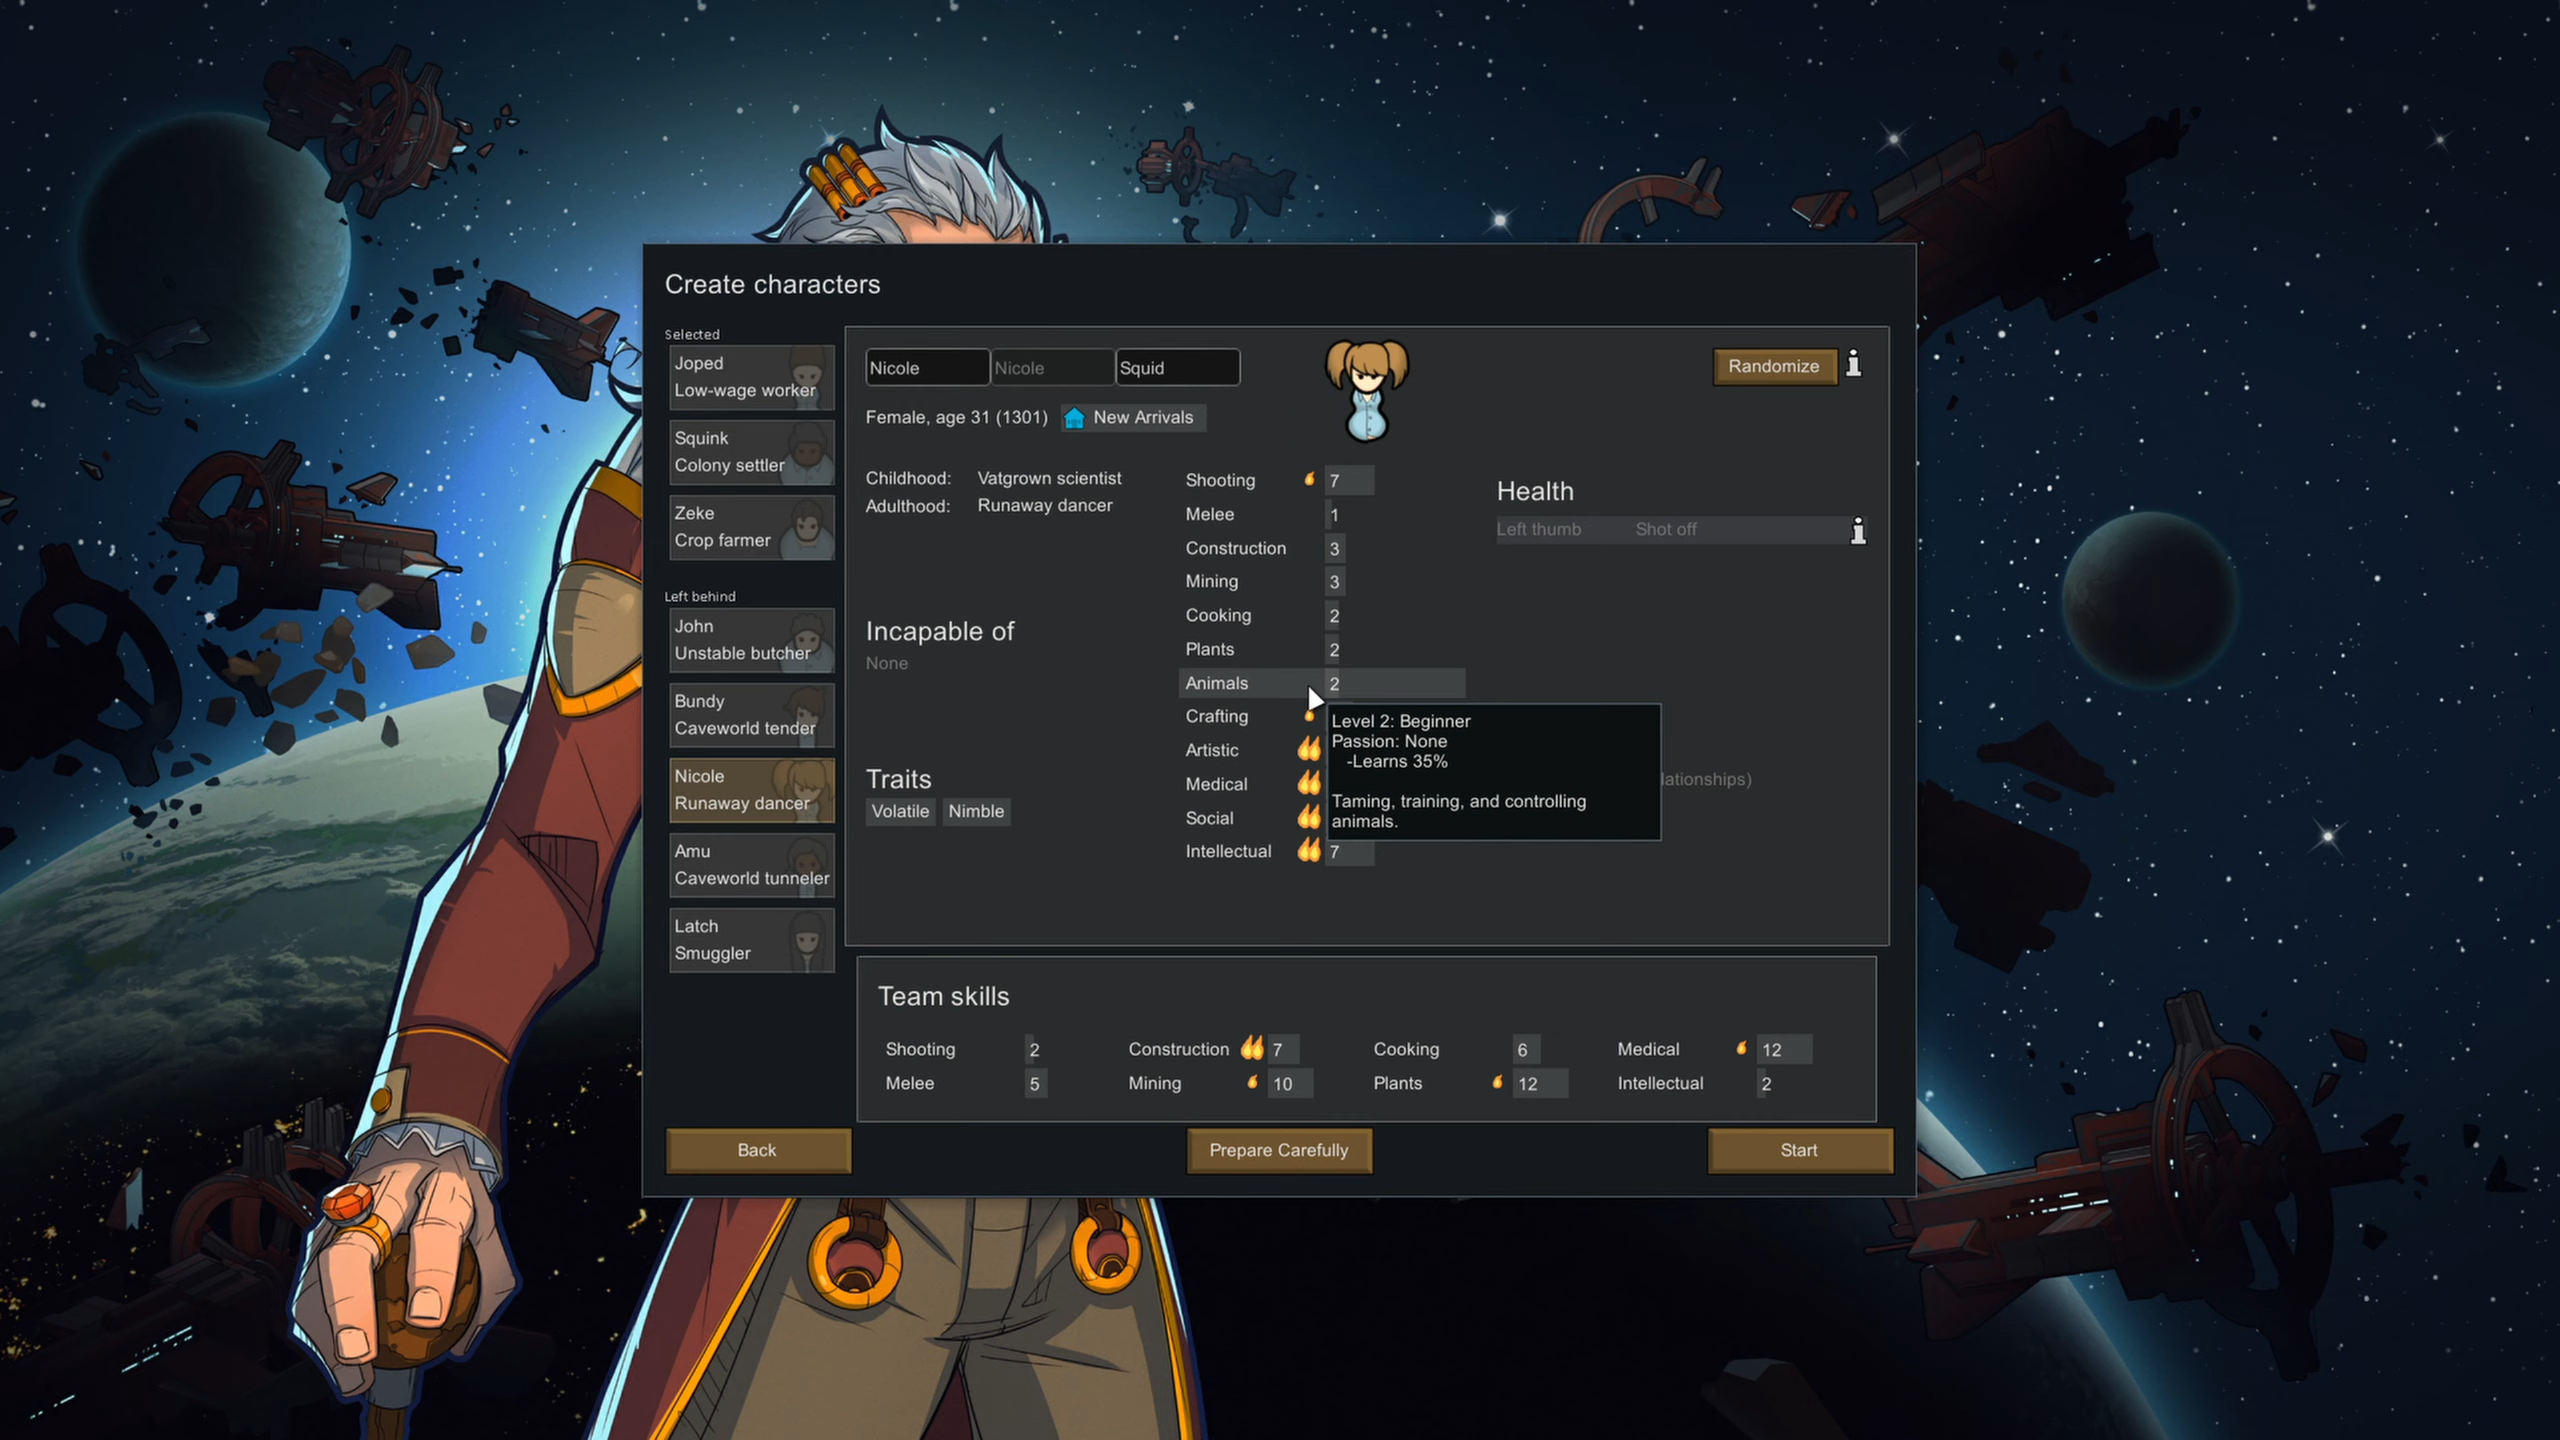 Create characters
Selected
Joped
Low-wage worker
Squink
Colony settler
Zeke
Crop farmer
Left behind
John
Unstable butcher
Bundy
Caveworld tender
Nicole
Runaway dancer
Amu
Caveworld tunneler
Latch
Smuggler
Nicole Nicole Squid
Randomize
Female, age 31 (1301) New Arrivals
Childhood: Vatgrown scientist
Adulthood: Runaway dancer
Incapable of
None
Traits
Volatile Nimble
Shooting 7
Melee 1
Construction 3
Mining 3
Cooking 2
Plants 2
Animals 2
Crafting
Artistic
Medical
Social
Intellectual 7
Level 2: Beginner
Passion: None
-Learns 35%
Taming, training, and controlling
animals.
Health
Left thumb Shot off
lationships)
Team skills
Shooting 2 Construction 7 Cooking 6 Medical 12
Melee 5 Mining 10 Plants 12 Intellectual 2
Back Prepare Carefully Start